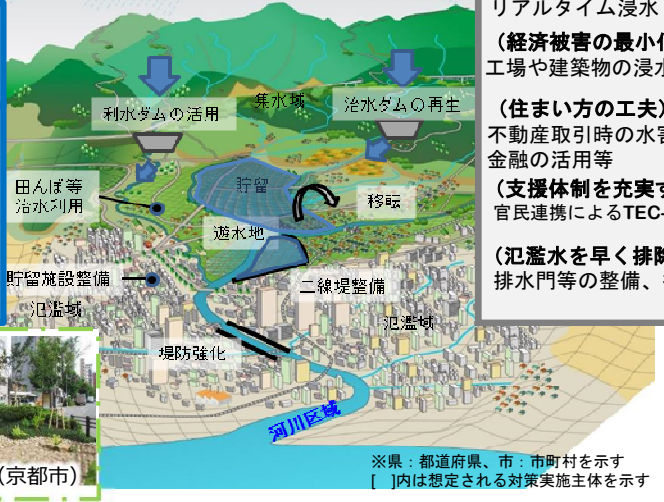 利水ダムの活用
集水域
治水ダムの再生
田んぼ等
治水利用
貯留
移転
遊水地
貯留施設整備
二線堤整備
氾濫域
氾濫域
堤防強化
河川区域
(京都市)
リアルタイム浸水
(経済被害の最小
工場や建築物の浸水
(住まい方の工夫)
不動産取引時の水害
金融の活用等
(支援体制を充実す
官民連携によるTEC-
(氾濫水を早く排除
排水門等の整備、
※県:都道府県、市:市町村を示す
[ ]内は想定される対策実施主体を示す